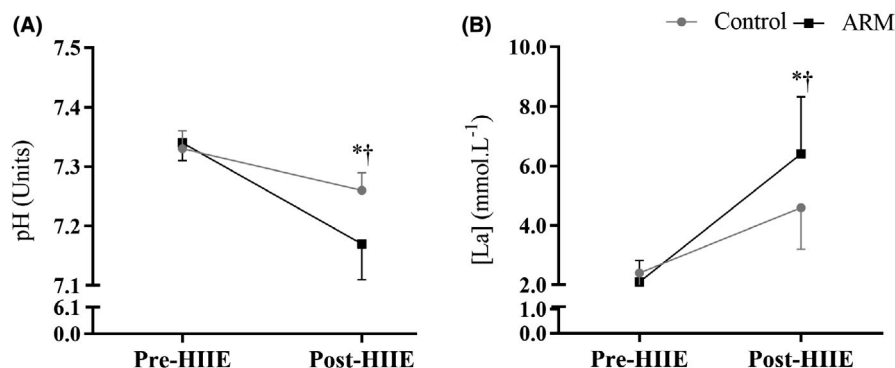 (A)
pH (Units)
7.5
7.4
7.3
7.2
7.1
6.1
0.0
*†
Pre-HIIE Post-HIIE
(B)
Control ARM
[La] (mmol.L⁻¹)
10.0
8.0
6.0
4.0
2.0
1.0
0.0
*†
Pre-HIIE Post-HIIE